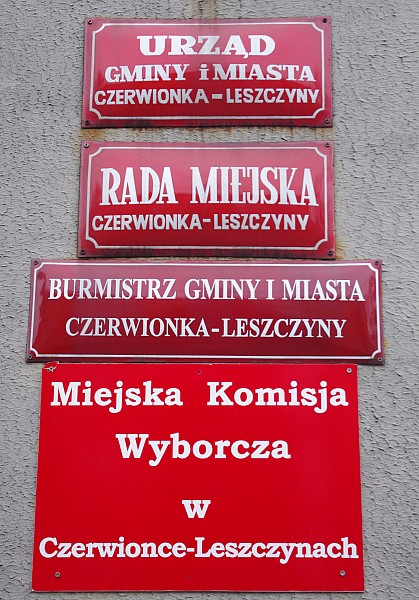 URZĄD
GMINY i MIASTA
CZERWIONKA-LESZCZYNY
RADA MIEJSKA
CZERWIONKA-LESZCZYNY
BURMISTRZ GMINY I MIASTA
CZERWIONKA-LESZCZYNY
Miejska Komisja
Wyborcza
w
Czerwionce-Leszczynach